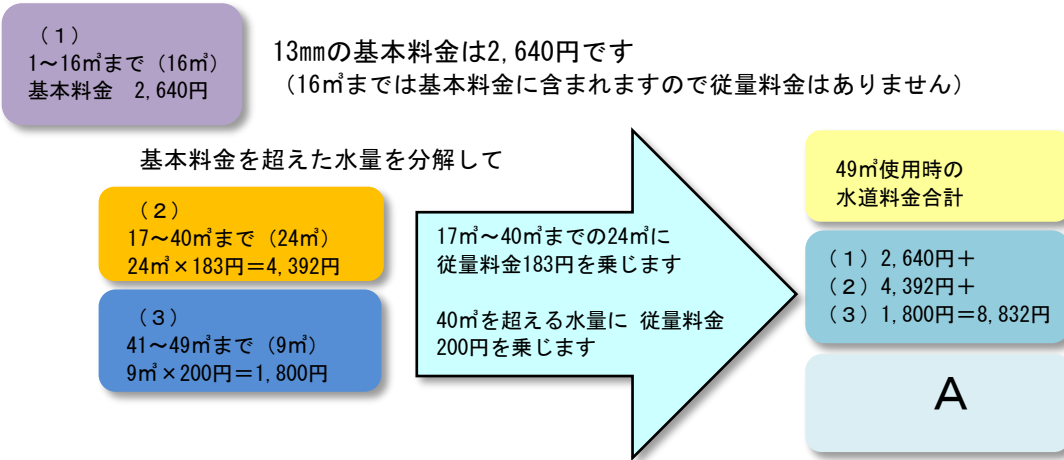 （１）
1～16㎥まで（16㎥）
基本料金　2,640円
13㎜の基本料金は2,640円です
（16㎥までは基本料金に含まれますので従量料金はありません）
基本料金を超えた水量を分解して
（２）
17～40㎥まで（24㎥）
24㎥×183円＝4,392円
（３）
41～49㎥まで（9㎥）
9㎥×200円＝1,800円
17㎥～40㎥までの24㎥に
従量料金183円を乗じます
40㎥を超える水量に 従量料金
200円を乗じます
49㎥使用時の
水道料金合計
（１）2,640円＋
（２）4,392円＋
（３）1,800円＝8,832円
A